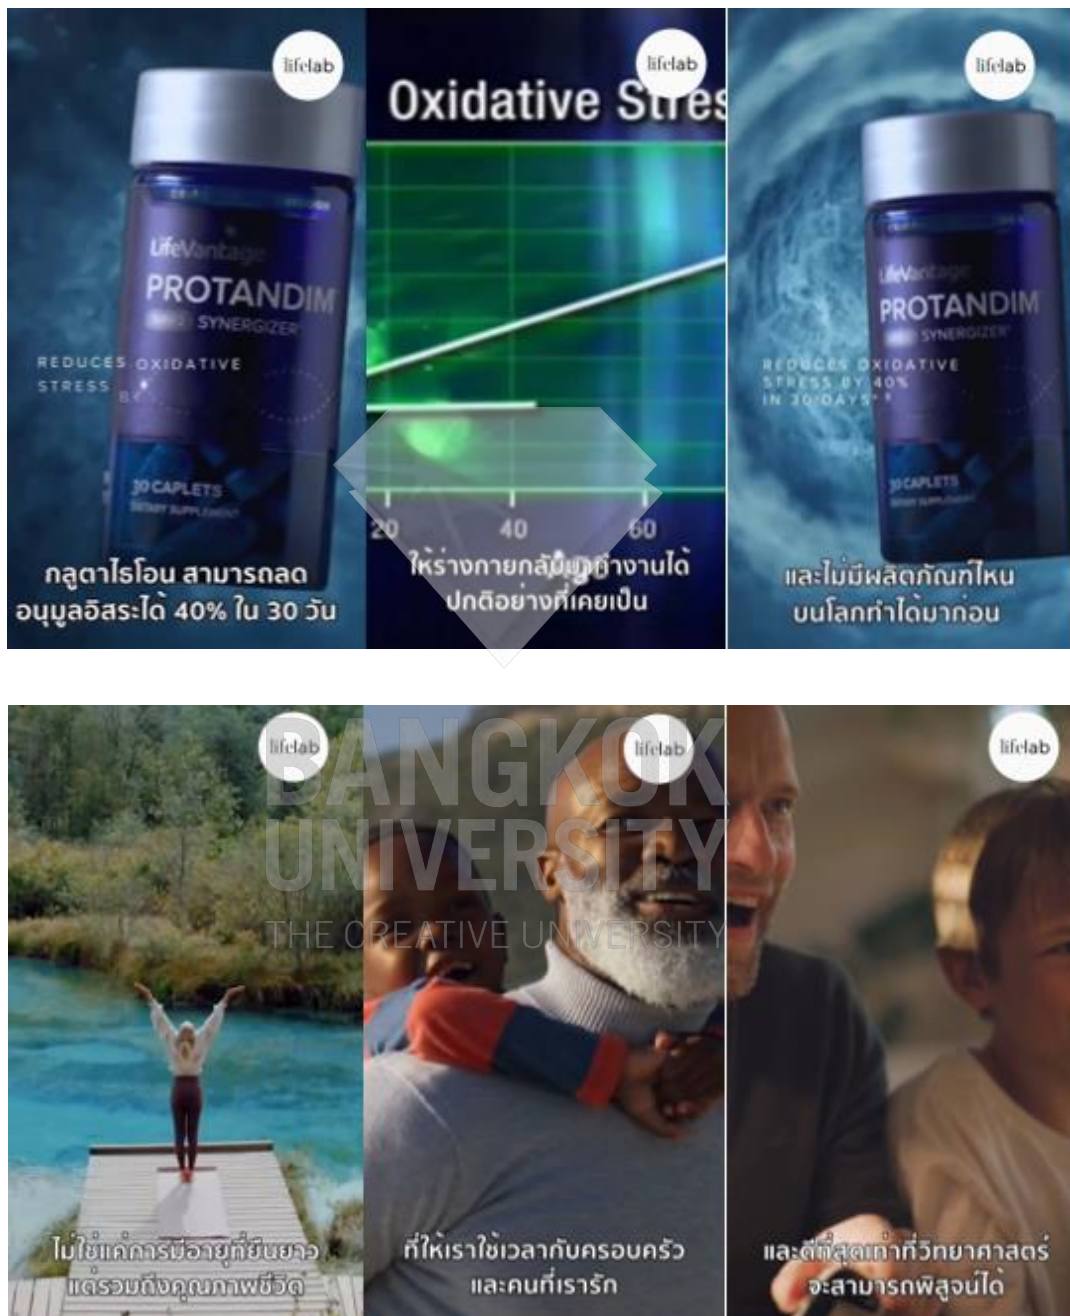 lifelab
LifeVantage
PROTANDIM
SYNERGIZER
REDUCES OXIDATIVE
STRESS BY
30 CAPLETS
DIETARY SUPPLEMENT
กลูตาไธโอน สามารถลด
อนุมูลอิสระได้ 40% ใน 30 วัน
lifelab
Oxidative Stres
20 40 60
ให้ร่างกายกลับมาทำงานได้
ปกติอย่างที่เคยเป็น
lifelab
LifeVantage
PROTANDIM
SYNERGIZER
REDUCES OXIDATIVE
STRESS BY 40%
IN 30 DAYS
30 CAPLETS
DIETARY SUPPLEMENT
และไม่มีผลิตภัณฑ์ไหน
บนโลกทำได้มาก่อน
BANGKOK
UNIVERSITY
THE CREATIVE UNIVERSITY
lifelab
ไม่ใช่แค่การมีอายุที่ยืนยาว
แต่รวมถึงคุณภาพชีวิต
lifelab
ที่ให้เราใช้เวลากับครอบครัว
และคนที่เรารัก
lifelab
และดีที่สุดเท่าที่วิทยาศาสตร์
จะสามารถพิสูจน์ได้